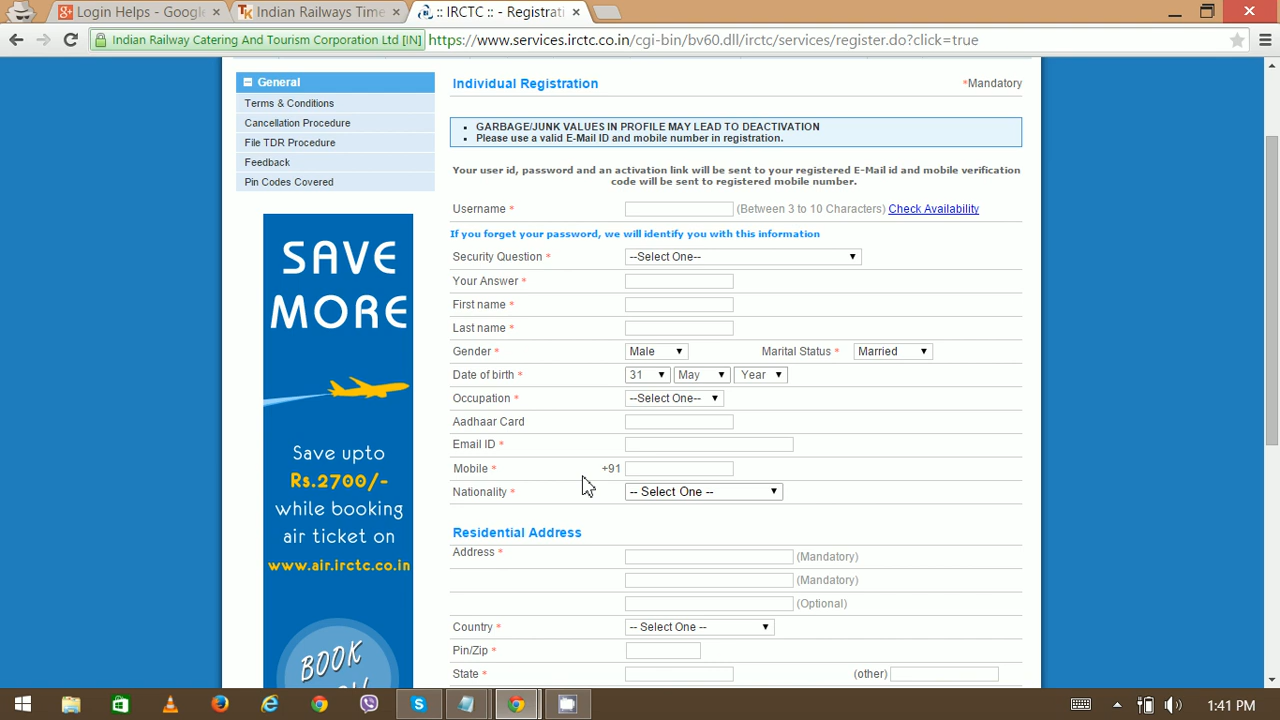 Login Helps - Google
Indian Railways Time
:: IRCTC :: - Registrati
Indian Railway Catering And Tourism Corporation Ltd [IN]
https://www.services.irctc.co.in/cgi-bin/bv60.dll/irctc/services/register.do?click=true
General
Terms & Conditions
Cancellation Procedure
File TDR Procedure
Feedback
Pin Codes Covered
SAVE
MORE
Save upto
Rs.2700/-
while booking
air ticket on
www.air.irctc.co.in
BOOK
Individual Registration
*Mandatory
GARBAGE/JUNK VALUES IN PROFILE MAY LEAD TO DEACTIVATION
Please use a valid E-Mail ID and mobile number in registration.
Your user id, password and an activation link will be sent to your registered E-Mail id and mobile verification
code will be sent to registered mobile number.
Username * (Between 3 to 10 Characters) Check Availability
If you forget your password, we will identify you with this information
Security Question * --Select One--
Your Answer *
First name *
Last name *
Gender * Male Marital Status * Married
Date of birth * 31 May Year
Occupation * --Select One--
Aadhaar Card
Email ID *
Mobile * +91
Nationality * -- Select One --
Residential Address
Address * (Mandatory)
(Mandatory)
(Optional)
Country * -- Select One --
Pin/Zip *
State * (other)
1:41 PM